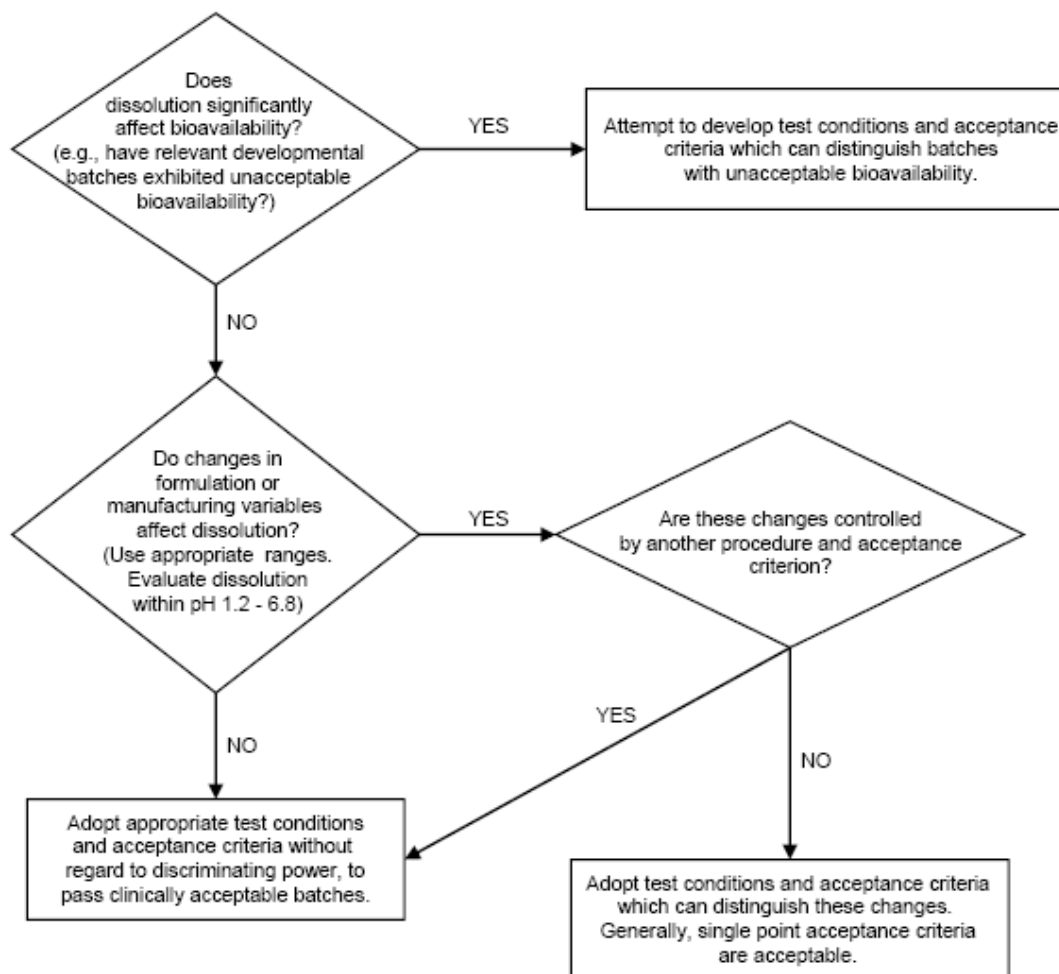 Does
dissolution significantly
affect bioavailability?
(e.g., have relevant developmental
batches exhibited unacceptable
bioavailability?)
YES
Attempt to develop test conditions and acceptance
criteria which can distinguish batches
with unacceptable bioavailability.
NO
Do changes in
formulation or
manufacturing variables
affect dissolution?
(Use appropriate ranges.
Evaluate dissolution
within pH 1.2 - 6.8)
YES
Are these changes controlled
by another procedure and acceptance
criterion?
NO
YES
NO
Adopt appropriate test conditions
and acceptance criteria without
regard to discriminating power, to
pass clinically acceptable batches.
Adopt test conditions and acceptance criteria
which can distinguish these changes.
Generally, single point acceptance criteria
are acceptable.